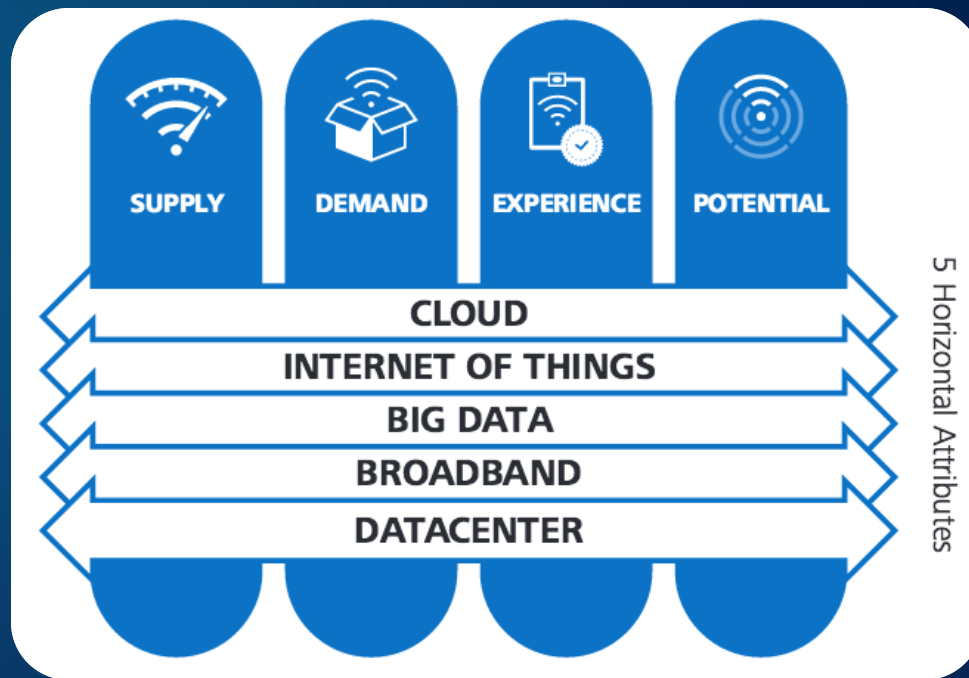 SUPPLY
DEMAND
EXPERIENCE
POTENTIAL
CLOUD
INTERNET OF THINGS
BIG DATA
BROADBAND
DATACENTER
5 Horizontal Attributes